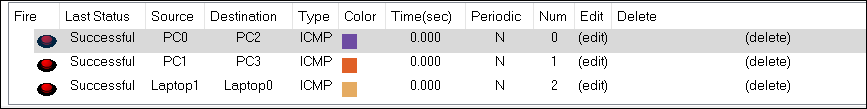 Fire Last Status Source Destination Type Color Time(sec) Periodic Num Edit Delete
Successful PC0 PC2 ICMP 0.000 N 0 (edit) (delete)
Successful PC1 PC3 ICMP 0.000 N 1 (edit) (delete)
Successful Laptop1 Laptop0 ICMP 0.000 N 2 (edit) (delete)